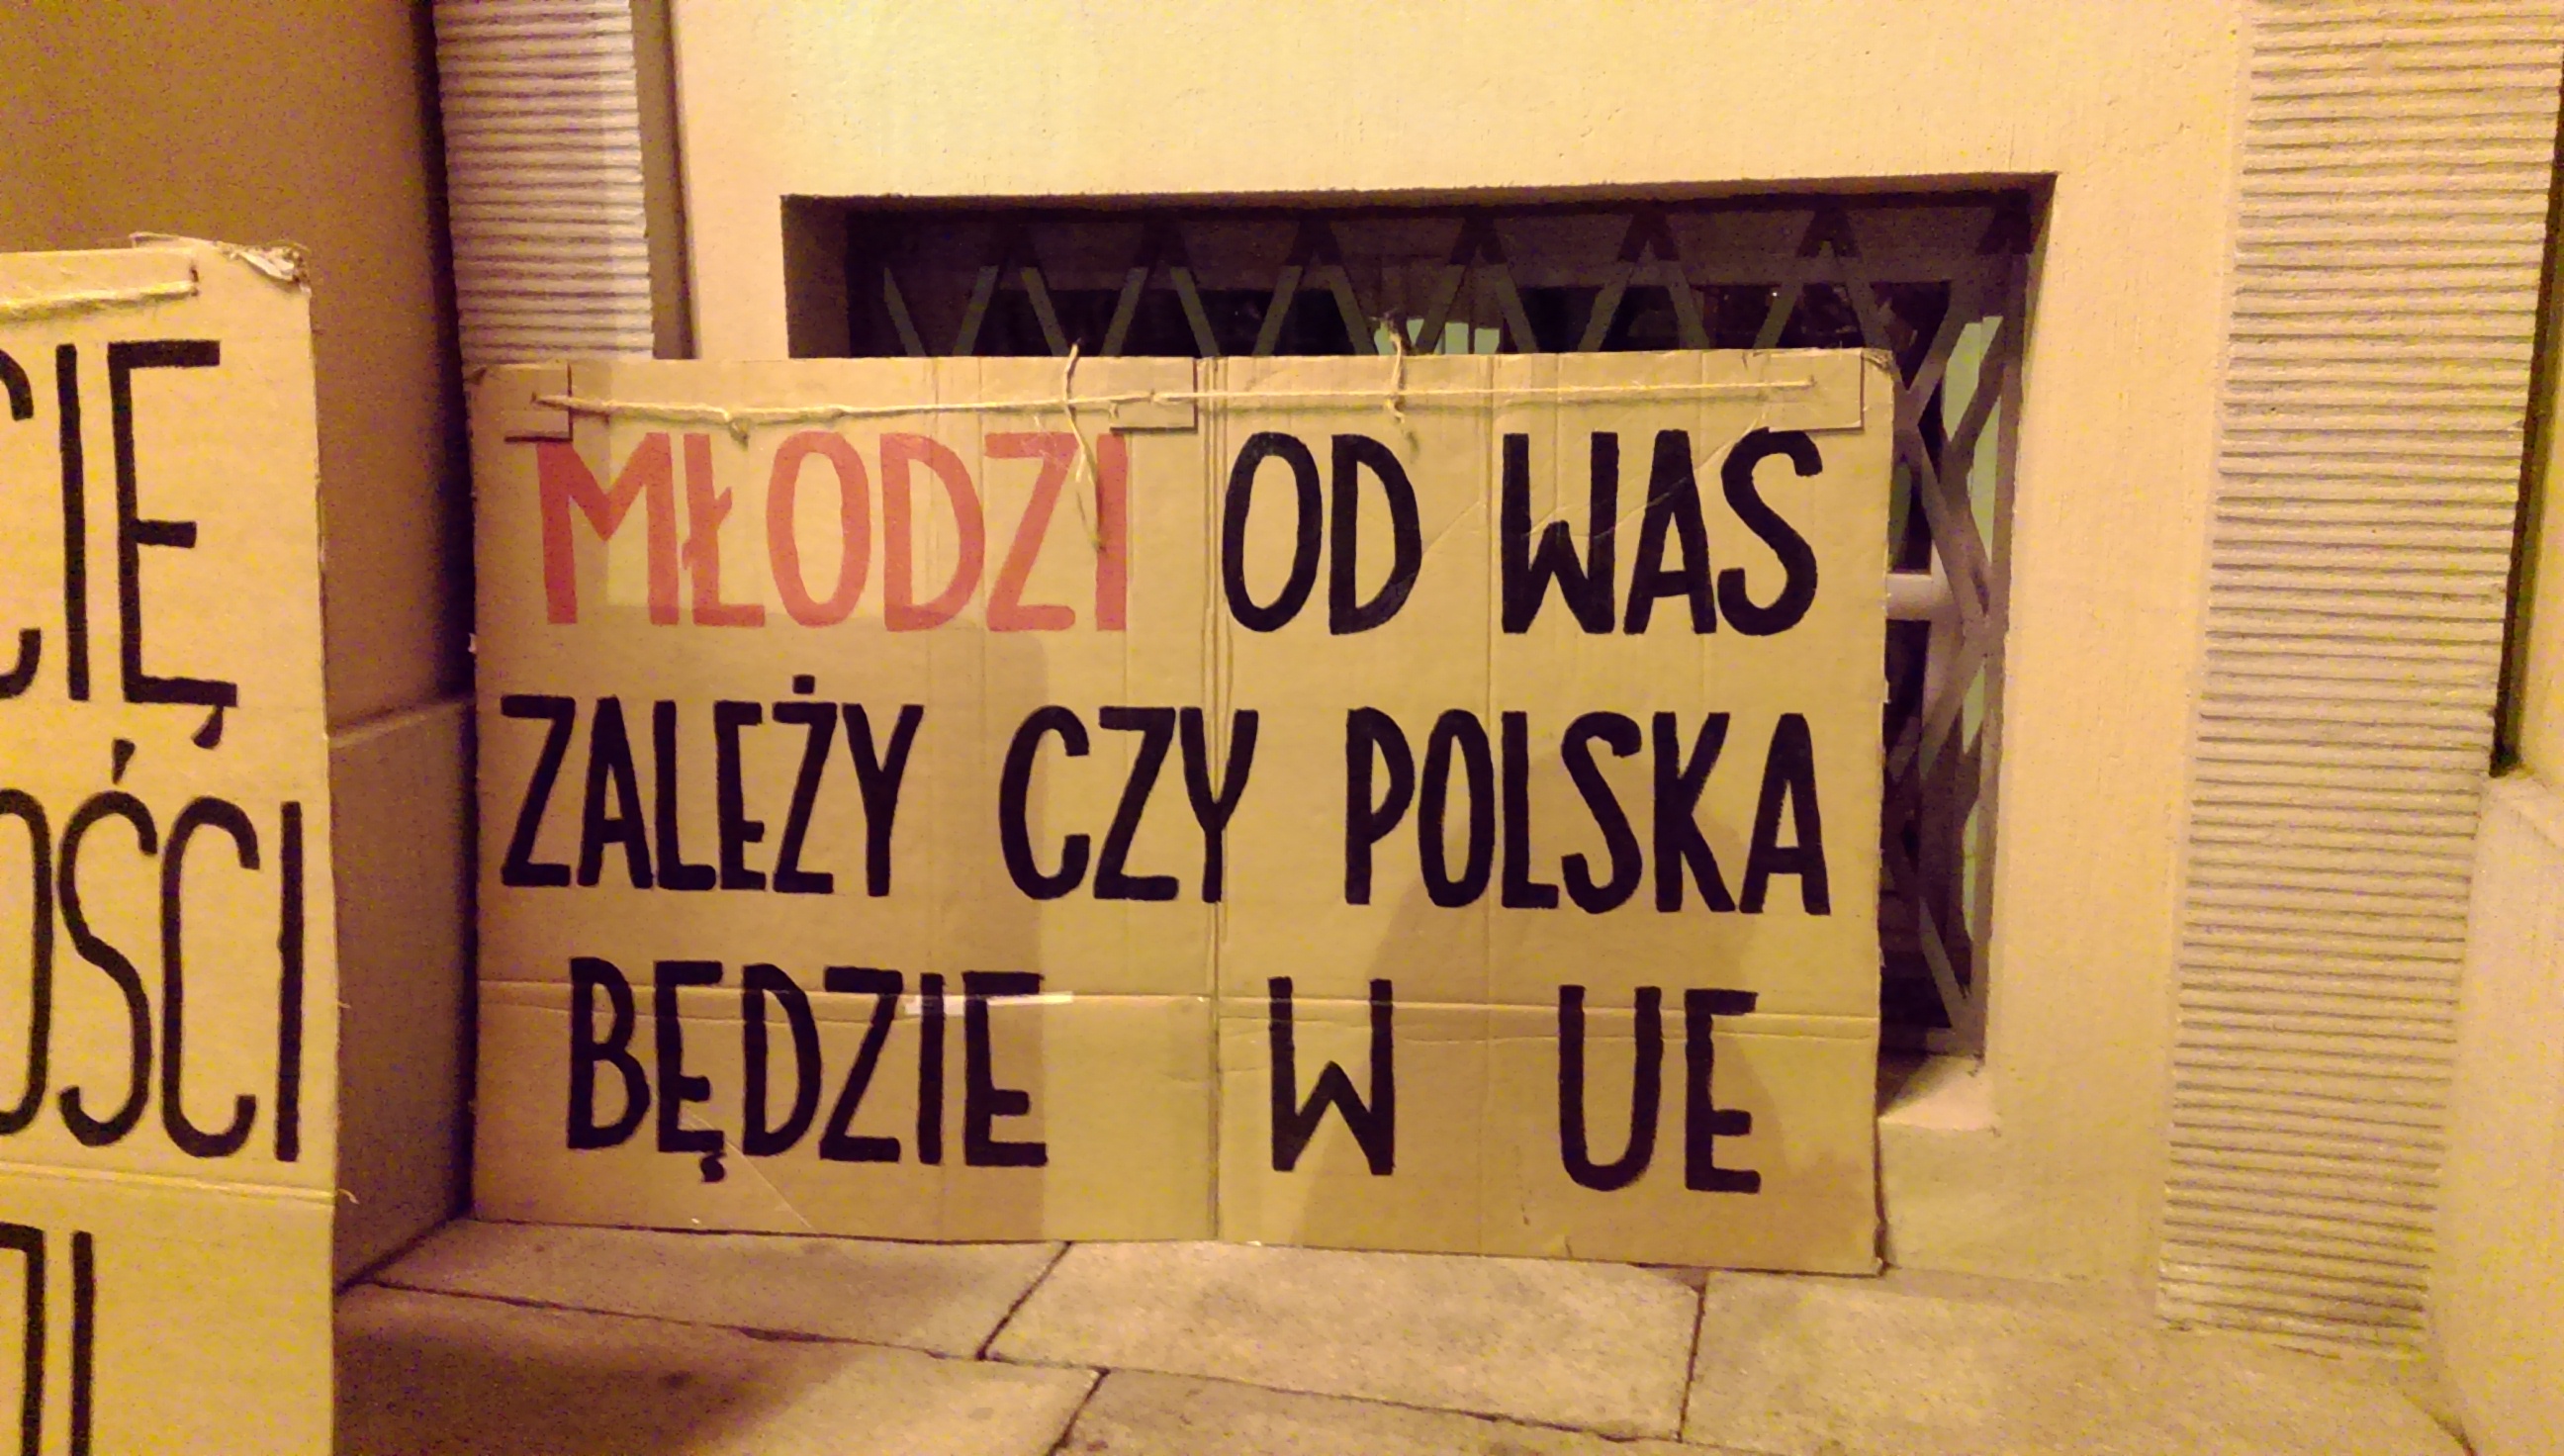 MŁODZI OD WAS
ZALEŻY CZY POLSKA
BĘDZIE W UE